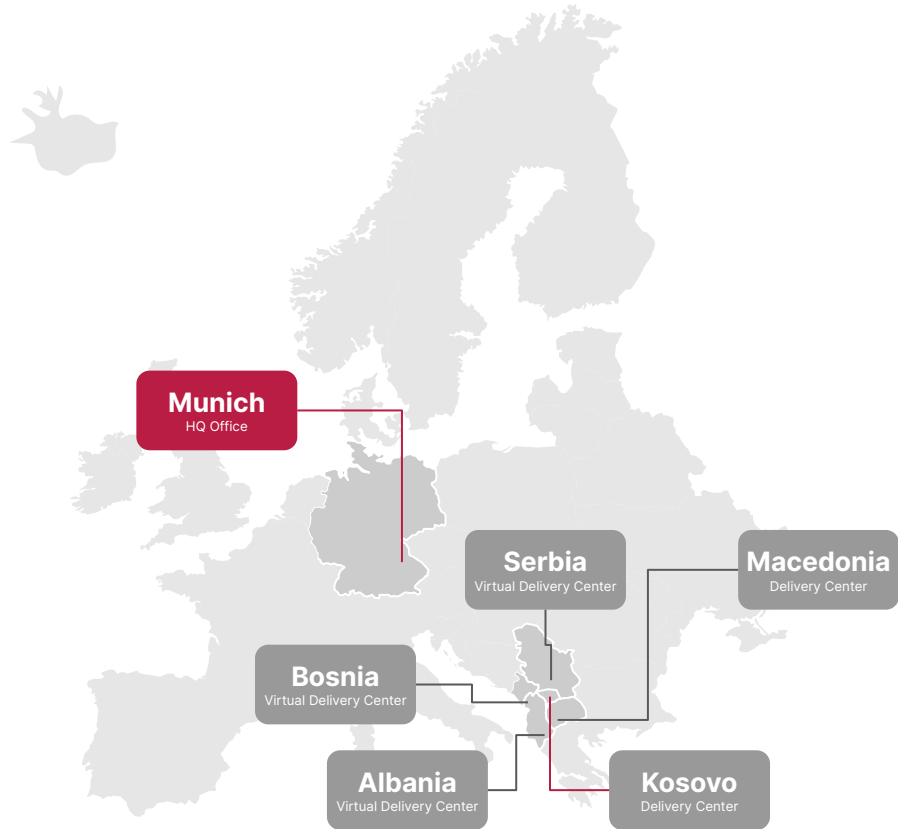 Munich
HQ Office
Serbia
Virtual Delivery Center
Macedonia
Delivery Center
Bosnia
Virtual Delivery Center
Albania
Virtual Delivery Center
Kosovo
Delivery Center